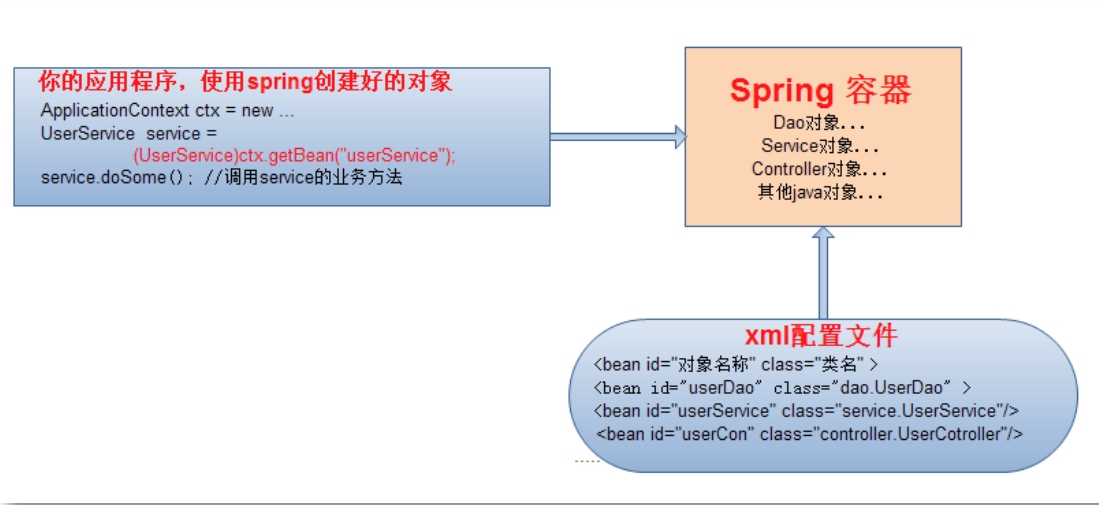 你的应用程序，使用spring创建好的对象
ApplicationContext ctx = new ...
UserService service =
(UserService)ctx.getBean("userService");
service.doSome(); //调用service的业务方法
Spring 容器
Dao对象...
Service对象...
Controller对象...
其他java对象...
xml配置文件
<bean id="对象名称" class="类名" >
<bean id="userDao" class="dao.UserDao" >
<bean id="userService" class="service.UserService"/>
<bean id="userCon" class="controller.UserCotroller"/>
......